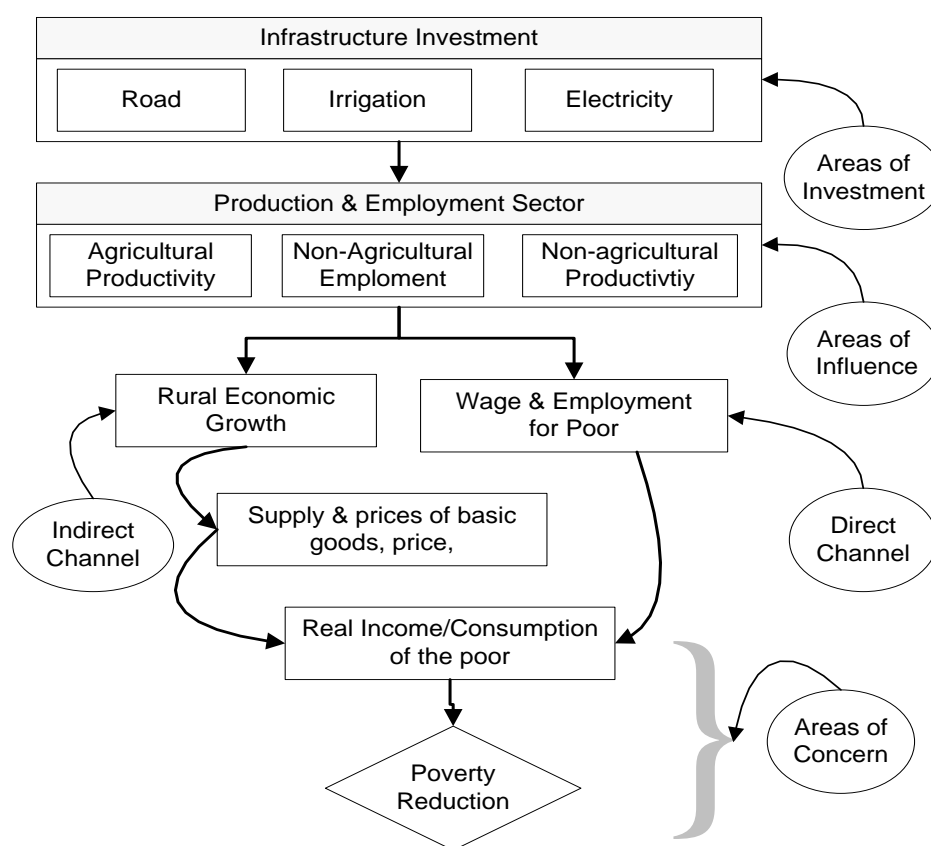 Infrastructure Investment
Road
Irrigation
Electricity
Areas of
Investment
Production & Employment Sector
Agricultural
Productivity
Non-Agricultural
Emploment
Non-agricultural
Productivtiy
Areas of
Influence
Rural Economic
Growth
Wage & Employment
for Poor
Indirect
Channel
Supply & prices of basic
goods, price,
Direct
Channel
Real Income/Consumption
of the poor
Areas of
Concern
Poverty
Reduction